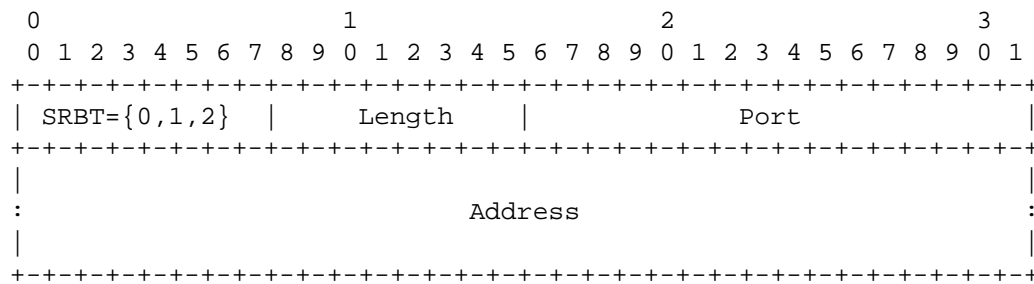 0                   1                   2                   3
 0 1 2 3 4 5 6 7 8 9 0 1 2 3 4 5 6 7 8 9 0 1 2 3 4 5 6 7 8 9 0 1
+-+-+-+-+-+-+-+-+-+-+-+-+-+-+-+-+-+-+-+-+-+-+-+-+-+-+-+-+-+-+-+-+
| SRBT={0,1,2}  |     Length    |             Port              |
+-+-+-+-+-+-+-+-+-+-+-+-+-+-+-+-+-+-+-+-+-+-+-+-+-+-+-+-+-+-+-+-+
|                                                               |
:                            Address                            :
|                                                               |
+-+-+-+-+-+-+-+-+-+-+-+-+-+-+-+-+-+-+-+-+-+-+-+-+-+-+-+-+-+-+-+-+